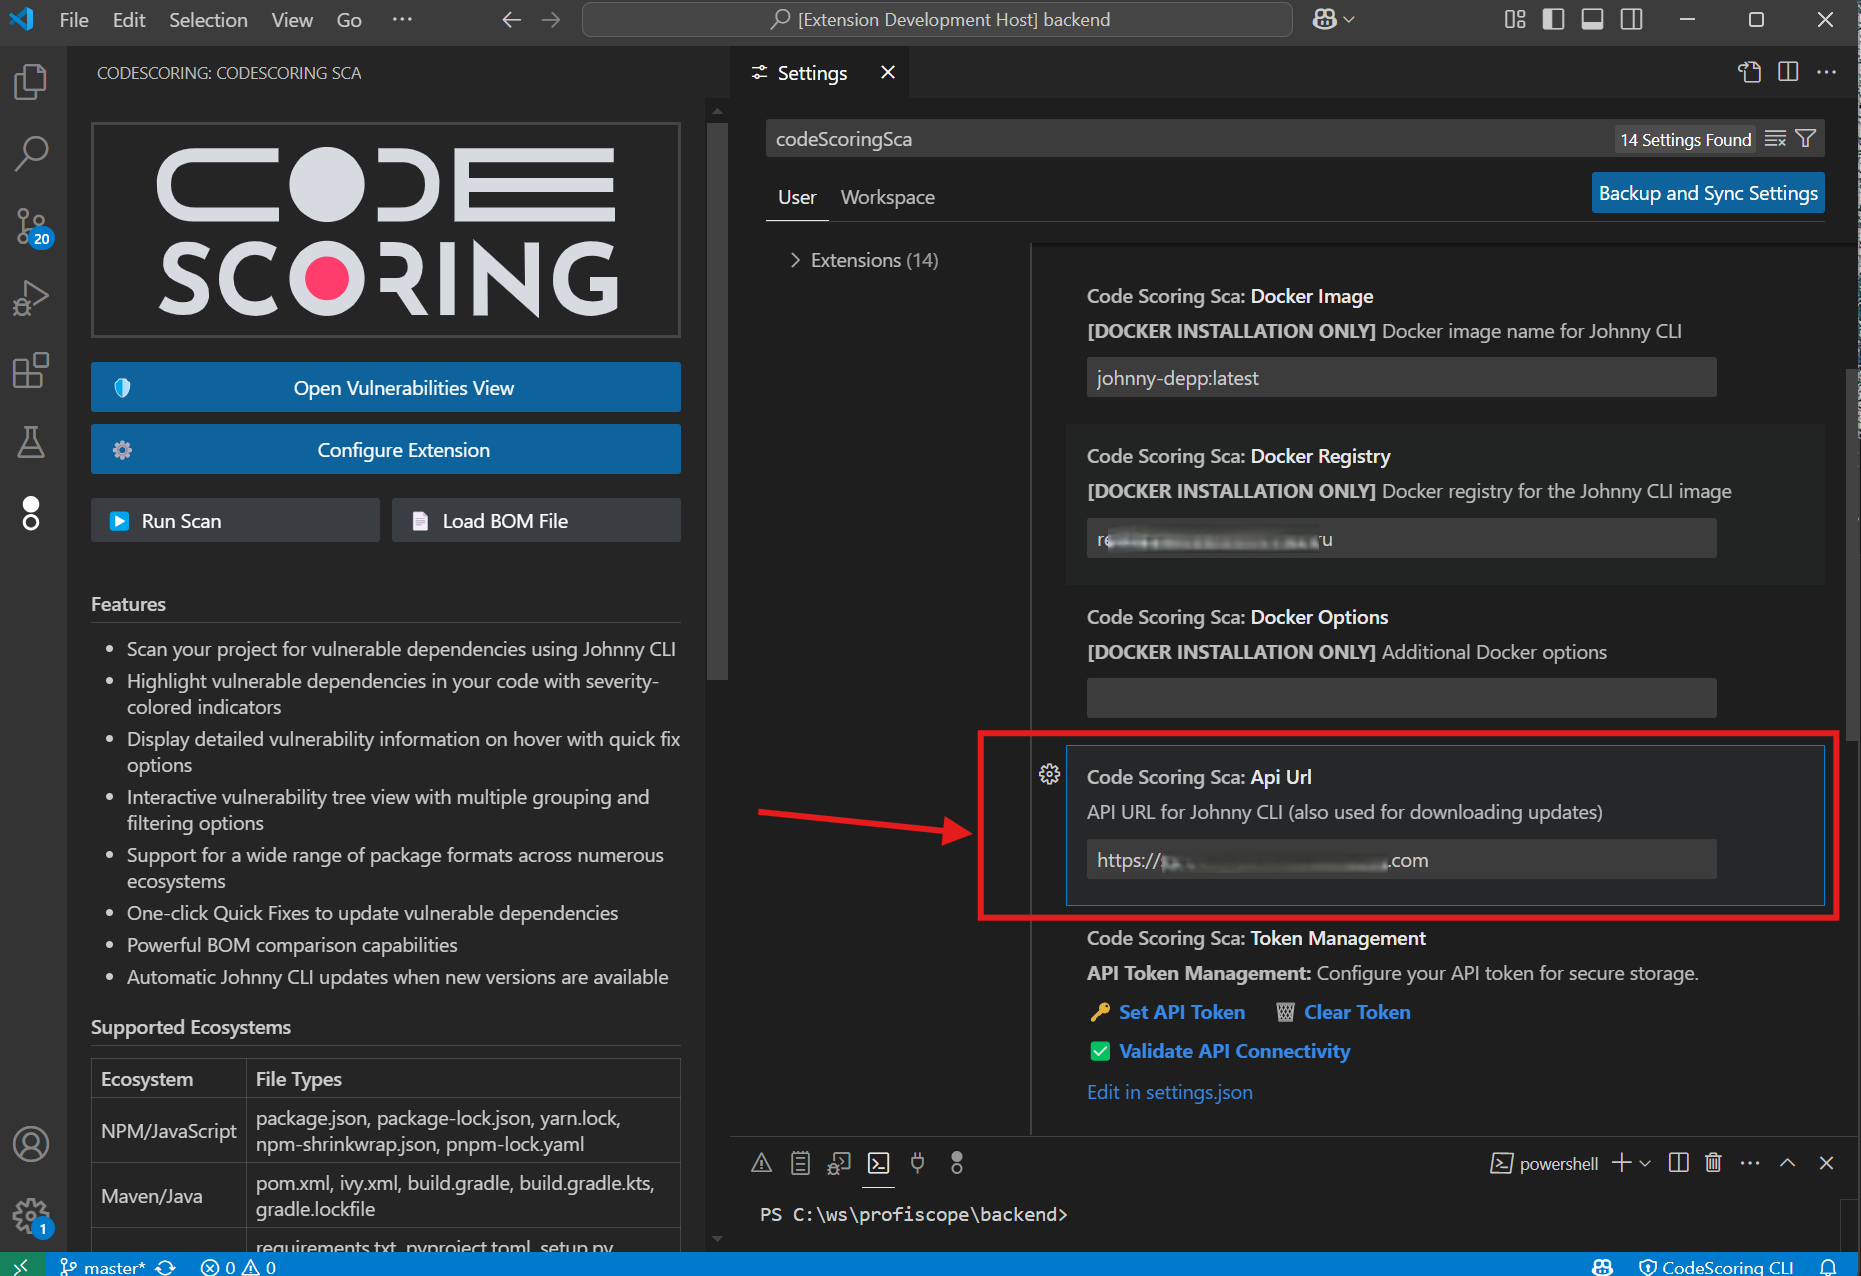 File Edit Selection View Go ···
[Extension Development Host] backend
CODESCORING: CODESCORING SCA
CODE
SCORING
Open Vulnerabilities View
Configure Extension
Run Scan
Load BOM File
Features
Scan your project for vulnerable dependencies using Johnny CLI
Highlight vulnerable dependencies in your code with severity-
colored indicators
Display detailed vulnerability information on hover with quick fix
options
Interactive vulnerability tree view with multiple grouping and
filtering options
Support for a wide range of package formats across numerous
ecosystems
One-click Quick Fixes to update vulnerable dependencies
Powerful BOM comparison capabilities
Automatic Johnny CLI updates when new versions are available
Supported Ecosystems
Ecosystem File Types
NPM/JavaScript package.json, package-lock.json, yarn.lock,
npm-shrinkwrap.json, pnpm-lock.yaml
Maven/Java pom.xml, ivy.xml, build.gradle, build.gradle.kts,
gradle.lockfile
requirements.txt, pyproject.toml, setup.py,
20
1
Settings
codeScoringSca
14 Settings Found
User Workspace
Backup and Sync Settings
Extensions (14)
Code Scoring Sca: Docker Image
[DOCKER INSTALLATION ONLY] Docker image name for Johnny CLI
johnny-depp:latest
Code Scoring Sca: Docker Registry
[DOCKER INSTALLATION ONLY] Docker registry for the Johnny CLI image
ru
Code Scoring Sca: Docker Options
[DOCKER INSTALLATION ONLY] Additional Docker options
Code Scoring Sca: Api Url
API URL for Johnny CLI (also used for downloading updates)
https:// .com
Code Scoring Sca: Token Management
API Token Management: Configure your API token for secure storage.
Set API Token Clear Token
Validate API Connectivity
Edit in settings.json
powershell
PS C:\ws\profiscope\backend>
master* 0 0
CodeScoring CLI